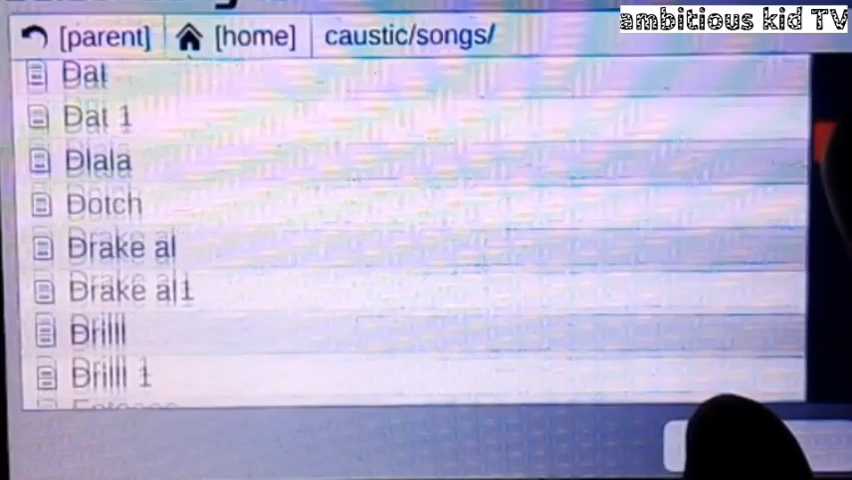 ambitious kid TV
[parent] [home] caustic/songs/
Dat
Dat 1
Dlala
Dotch
Drake al
Drake al1
Drilll
Drilll 1